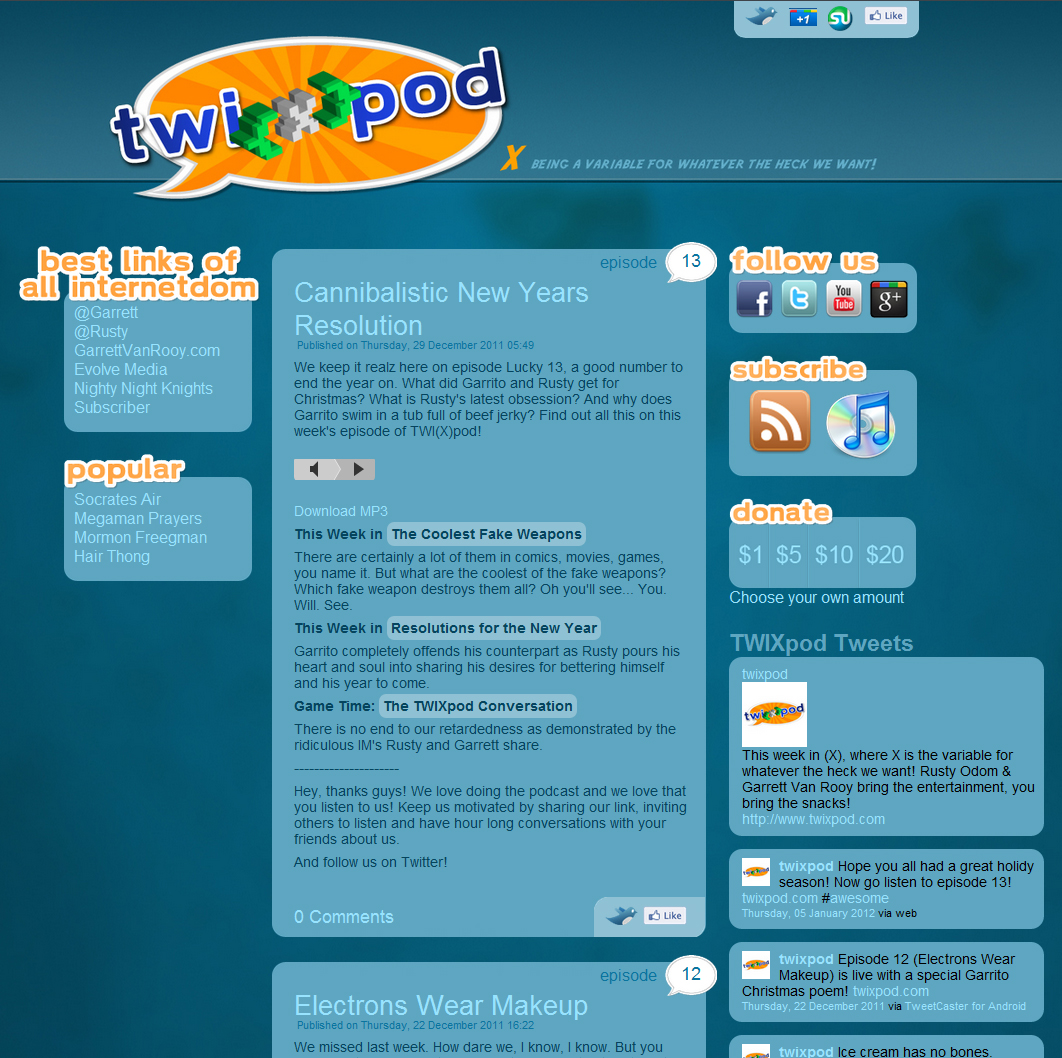 +1
Like
twi(X)pod
X BEING A VARIABLE FOR WHATEVER THE HECK WE WANT!
best links of
all internetdom
@Garrett
@Rusty
GarrettVanRooy.com
Evolve Media
Nighty Night Knights
Subscriber
popular
Socrates Air
Megaman Prayers
Mormon Freegman
Hair Thong
episode 13
Cannibalistic New Years
Resolution
Published on Thursday, 29 December 2011 05:49
We keep it realz here on episode Lucky 13, a good number to
end the year on. What did Garrito and Rusty get for
Christmas? What is Rusty's latest obsession? And why does
Garrito swim in a tub full of beef jerky? Find out all this on this
week's episode of TWI(X)pod!
Download MP3
This Week in The Coolest Fake Weapons
There are certainly a lot of them in comics, movies, games,
you name it. But what are the coolest of the fake weapons?
Which fake weapon destroys them all? Oh you'll see... You.
Will. See.
This Week in Resolutions for the New Year
Garrito completely offends his counterpart as Rusty pours his
heart and soul into sharing his desires for bettering himself
and his year to come.
Game Time: The TWIXpod Conversation
There is no end to our retardedness as demonstrated by the
ridiculous IM's Rusty and Garrett share.
---------------------
Hey, thanks guys! We love doing the podcast and we love that
you listen to us! Keep us motivated by sharing our link, inviting
others to listen and have hour long conversations with your
friends about us.
And follow us on Twitter!
0 Comments
Like
episode 12
Electrons Wear Makeup
Published on Thursday, 22 December 2011 16:22
We missed last week. How dare we, I know, I know. But you
follow us
f t You Tube g+
subscribe
donate
$1 $5 $10 $20
Choose your own amount
TWIXpod Tweets
twixpod
twi(X)pod
This week in (X), where X is the variable for
whatever the heck we want! Rusty Odom &
Garrett Van Rooy bring the entertainment, you
bring the snacks!
http://www.twixpod.com
twixpod Hope you all had a great holidy
season! Now go listen to episode 13!
twixpod.com #awesome
Thursday, 05 January 2012 via web
twixpod Episode 12 (Electrons Wear
Makeup) is live with a special Garrito
Christmas poem! twixpod.com
Thursday, 22 December 2011 via TweetCaster for Android
twixpod Ice cream has no bones.